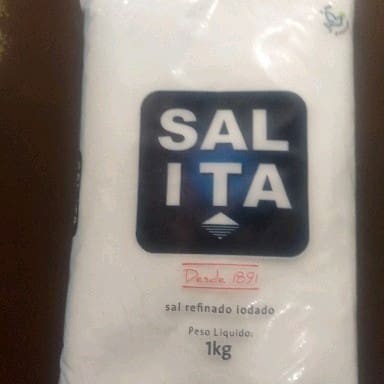 SAL
ITA
Desde 1891
sal refinado iodado
Peso Líquido:
1kg